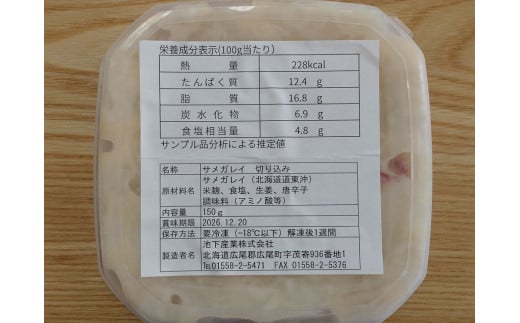 栄養成分表示(100g当たり)
熱量 228kcal
たんぱく質 12.4 g
脂質 16.8 g
炭水化物 6.9 g
食塩相当量 4.8 g
サンプル品分析による推定値
名称 サメガレイ 切り込み
原材料名 サメガレイ（北海道道東沖）
米麹、食塩、生姜、唐辛子
調味料（アミノ酸等）
内容量 150g
賞味期限 2026.12.20
保存方法 要冷凍（-18℃以下）解凍後1週間
製造者名 池下産業株式会社
北海道広尾郡広尾町字茂寄936番地1
TEL01558-2-5471 FAX01558-2-5376